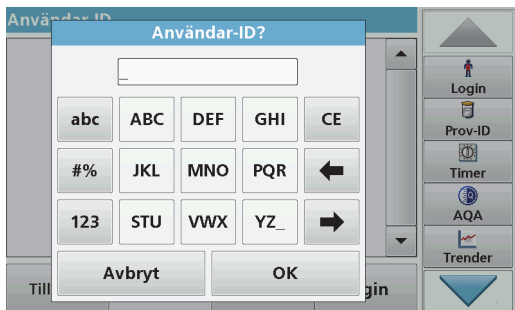 Användar-ID
Användar-ID?
_
abc ABC DEF GHI CE
#% JKL MNO PQR
123 STU VWX YZ_
Avbryt OK
Till gin
Login
Prov-ID
Timer
AQA
Trender